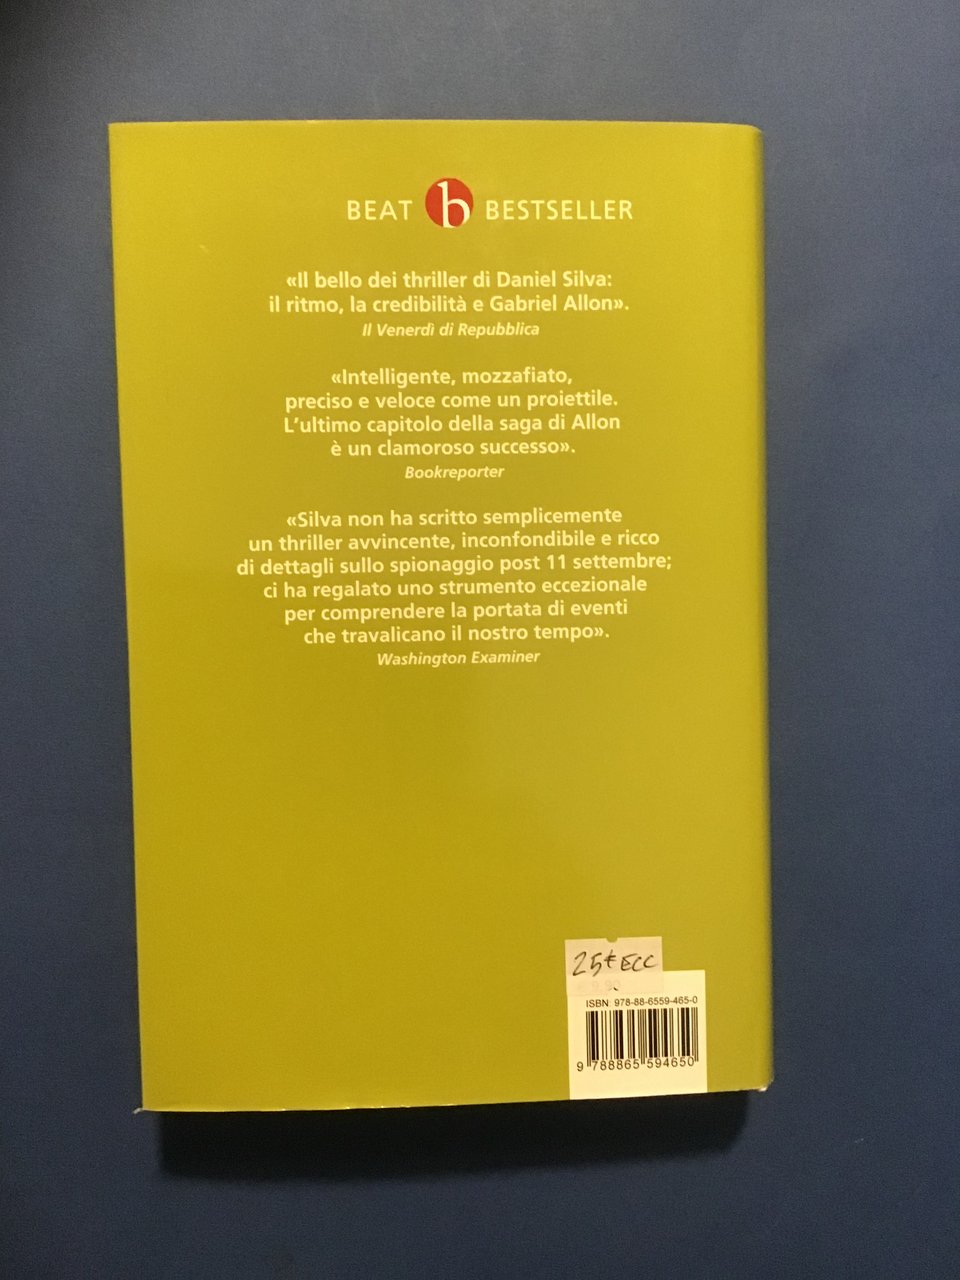 BEAT b BESTSELLER
«Il bello dei thriller di Daniel Silva:
il ritmo, la credibilità e Gabriel Allon».
Il Venerdì di Repubblica
«Intelligente, mozzafiato,
preciso e veloce come un proiettile.
L'ultimo capitolo della saga di Allon
è un clamoroso successo».
Bookreporter
«Silva non ha scritto semplicemente
un thriller avvincente, inconfondibile e ricco
di dettagli sullo spionaggio post 11 settembre;
ci ha regalato uno strumento eccezionale
per comprendere la portata di eventi
che travalicano il nostro tempo».
Washington Examiner
25€ ECC
€ 9,90
ISBN 978-88-6559-465-0
9 788865 594650